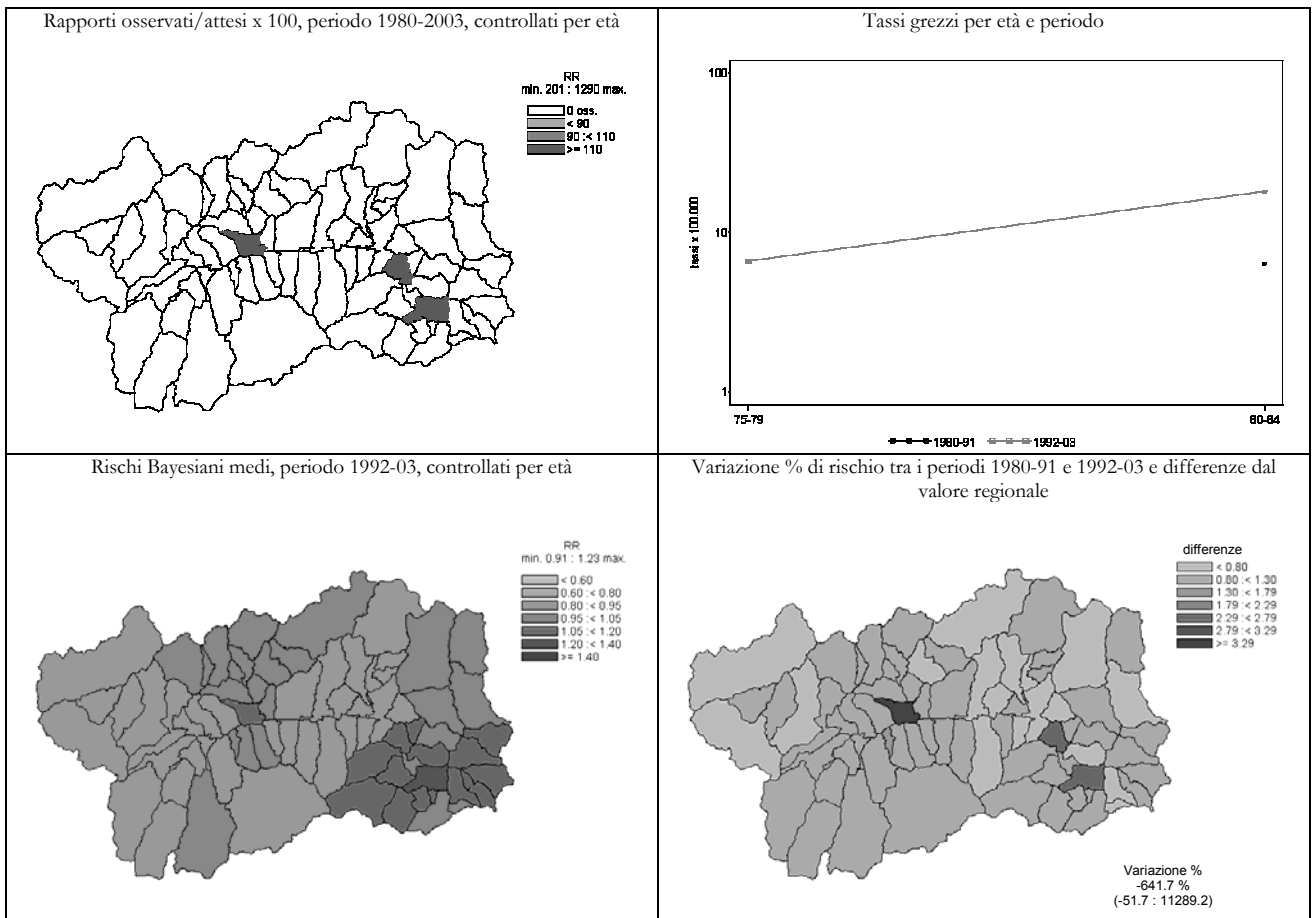 Rapporti osservati/attesi x 100, periodo 1980-2003, controllati per età
RR
min. 201 : 1290 max.
0 oss.
< 90
90 :< 110
>= 110
Tassi grezzi per età e periodo
100
10
1
tassi x 100.000
75-79
80-84
1980-91
1992-03
Rischi Bayesiani medi, periodo 1992-03, controllati per età
RR
min. 0.91 : 1.23 max.
< 0.60
0.60 :< 0.80
0.80 :< 0.95
0.95 :< 1.05
1.05 :< 1.20
1.20 :< 1.40
>= 1.40
Variazione % di rischio tra i periodi 1980-91 e 1992-03 e differenze dal
valore regionale
differenze
< 0.80
0.80 :< 1.30
1.30 :< 1.79
1.79 :< 2.29
2.29 :< 2.79
2.79 :< 3.29
>= 3.29
Variazione %
-641.7 %
(-51.7 : 11289.2)